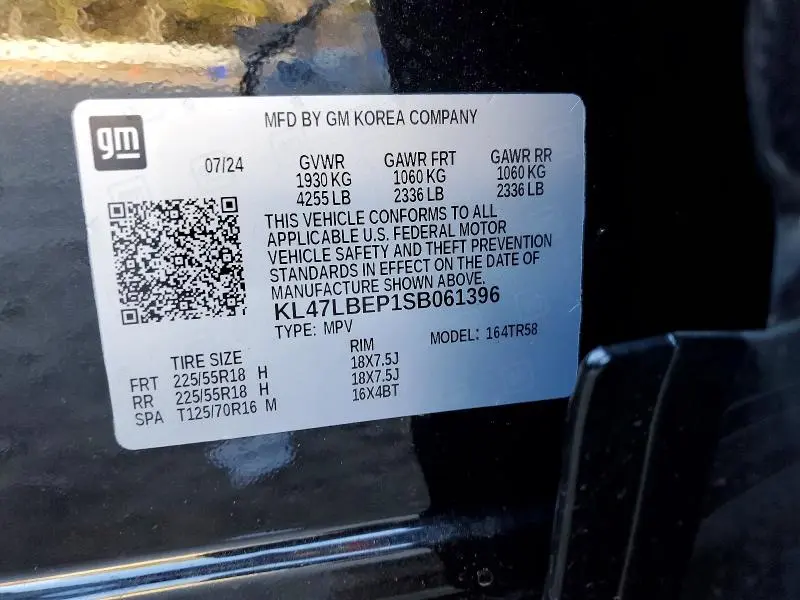 gm
MFD BY GM KOREA COMPANY
07/24 GVWR GAWR FRT GAWR RR
1930 KG 1060 KG 1060 KG
4255 LB 2336 LB 2336 LB
THIS VEHICLE CONFORMS TO ALL
APPLICABLE U.S. FEDERAL MOTOR
VEHICLE SAFETY AND THEFT PREVENTION
STANDARDS IN EFFECT ON THE DATE OF
MANUFACTURE SHOWN ABOVE.
KL47LBEP1SB061396
TYPE: MPV MODEL: 164TR58
TIRE SIZE RIM
FRT 225/55R18 H 18X7.5J
RR 225/55R18 H 18X7.5J
SPA T125/70R16 M 16X4BT